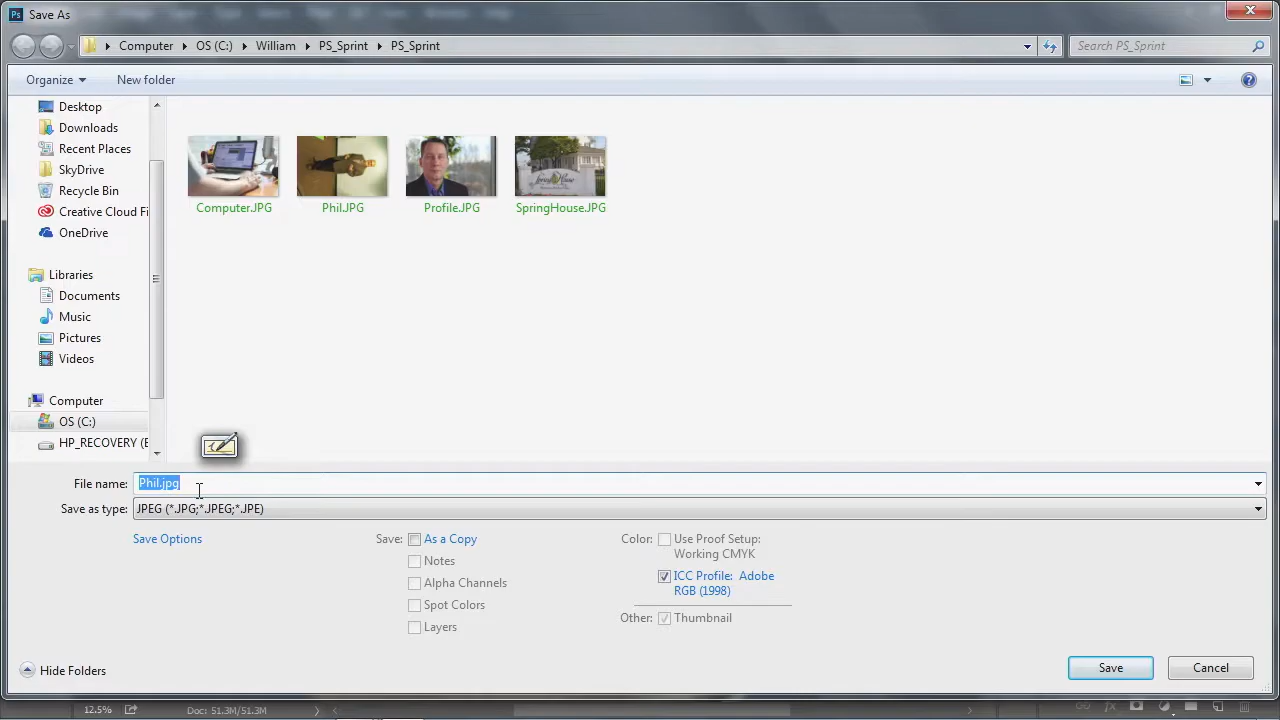 Ps Save As
Computer OS (C:) William PS_Sprint PS_Sprint
Search PS_Sprint
Organize New folder
Desktop
Downloads
Recent Places
SkyDrive
Recycle Bin
Creative Cloud Fi
OneDrive
Libraries
Documents
Music
Pictures
Videos
Computer
OS (C:)
HP_RECOVERY (E
Computer.JPG Phil.JPG Profile.JPG SpringHouse.JPG
File name: Phil.jpg
Save as type: JPEG (*.JPG;*.JPEG;*.JPE)
Save Options
Save: As a Copy
Notes
Alpha Channels
Spot Colors
Layers
Color: Use Proof Setup:
Working CMYK
ICC Profile: Adobe
RGB (1998)
Other: Thumbnail
Hide Folders
Save Cancel
12.5% Doc: 51.3M/51.3M